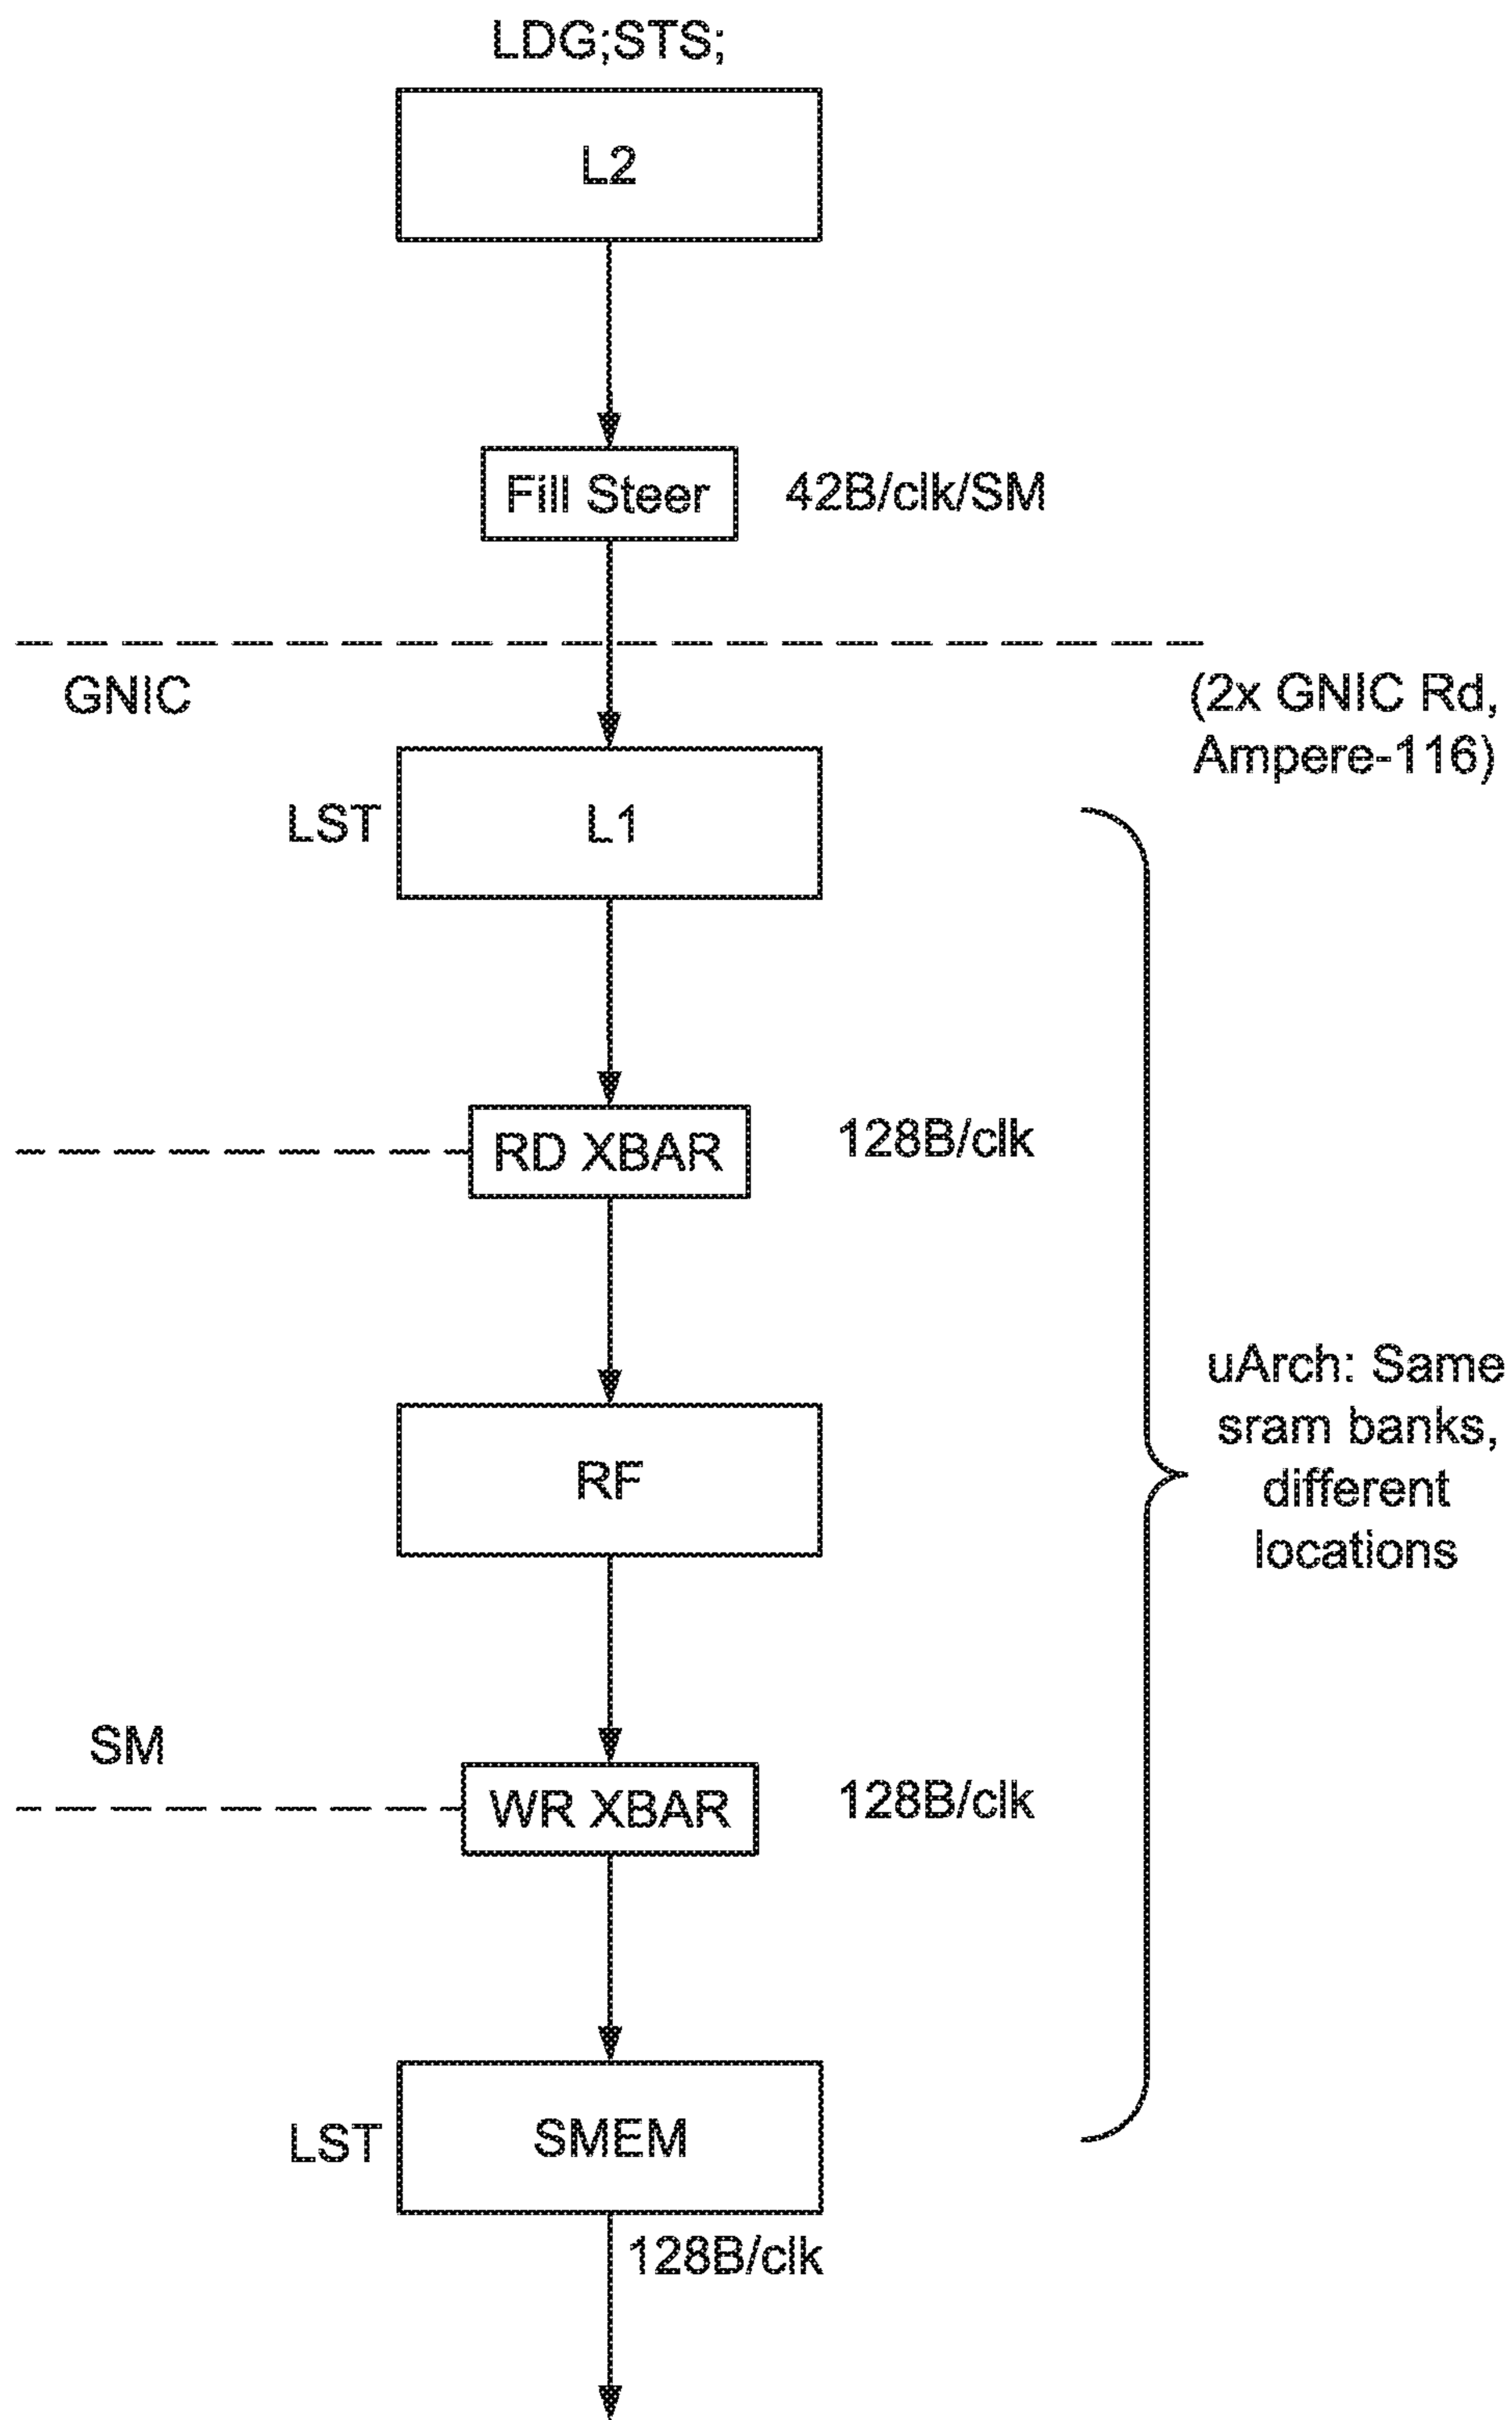 LDG;STS;
L2
Fill Steer
42B/clk/SM
GNIC
(2x GNIC Rd,
Ampere-116)
LST
L1
RD XBAR
128B/clk
uArch: Same
sram banks,
different
locations
RF
SM
WR XBAR
128B/clk
LST
SMEM
128B/clk